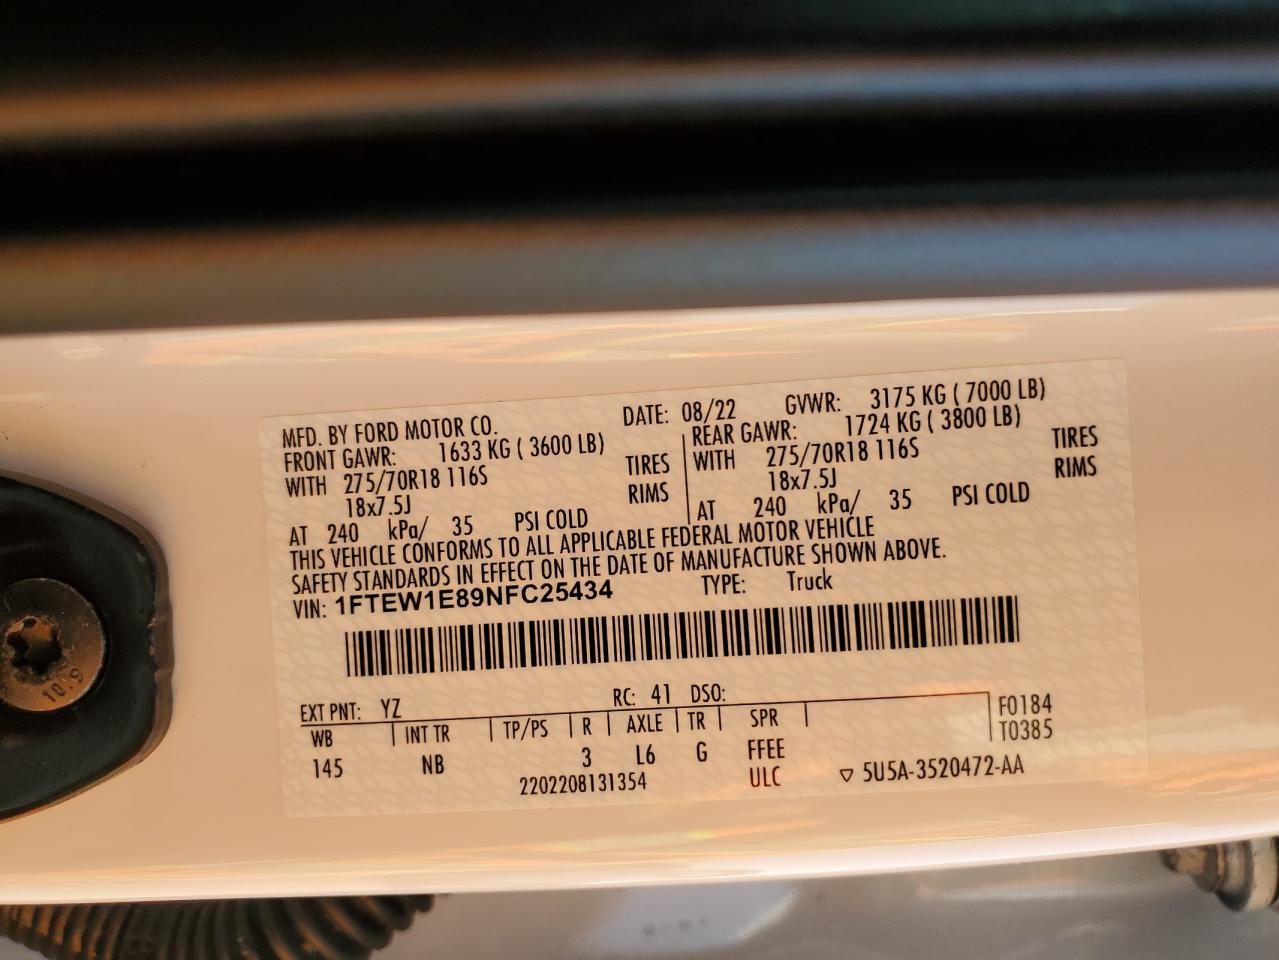 MFD. BY FORD MOTOR CO. DATE: 08/22 GVWR: 3175 KG ( 7000 LB)
FRONT GAWR: 1633 KG ( 3600 LB) REAR GAWR: 1724 KG ( 3800 LB)
WITH 275/70R18 116S TIRES WITH 275/70R18 116S TIRES
18x7.5J RIMS 18x7.5J RIMS
AT 240 kPa/ 35 PSI COLD AT 240 kPa/ 35 PSI COLD
THIS VEHICLE CONFORMS TO ALL APPLICABLE FEDERAL MOTOR VEHICLE
SAFETY STANDARDS IN EFFECT ON THE DATE OF MANUFACTURE SHOWN ABOVE.
VIN: 1FTEW1E89NFC25434 TYPE: Truck
EXT PNT: YZ RC: 41 DSO:
WB INT TR TP/PS R AXLE TR SPR F0184
T0385
145 NB 3 L6 G FFEE
2202208131354 ULC ▽ 5U5A-3520472-AA
10.9